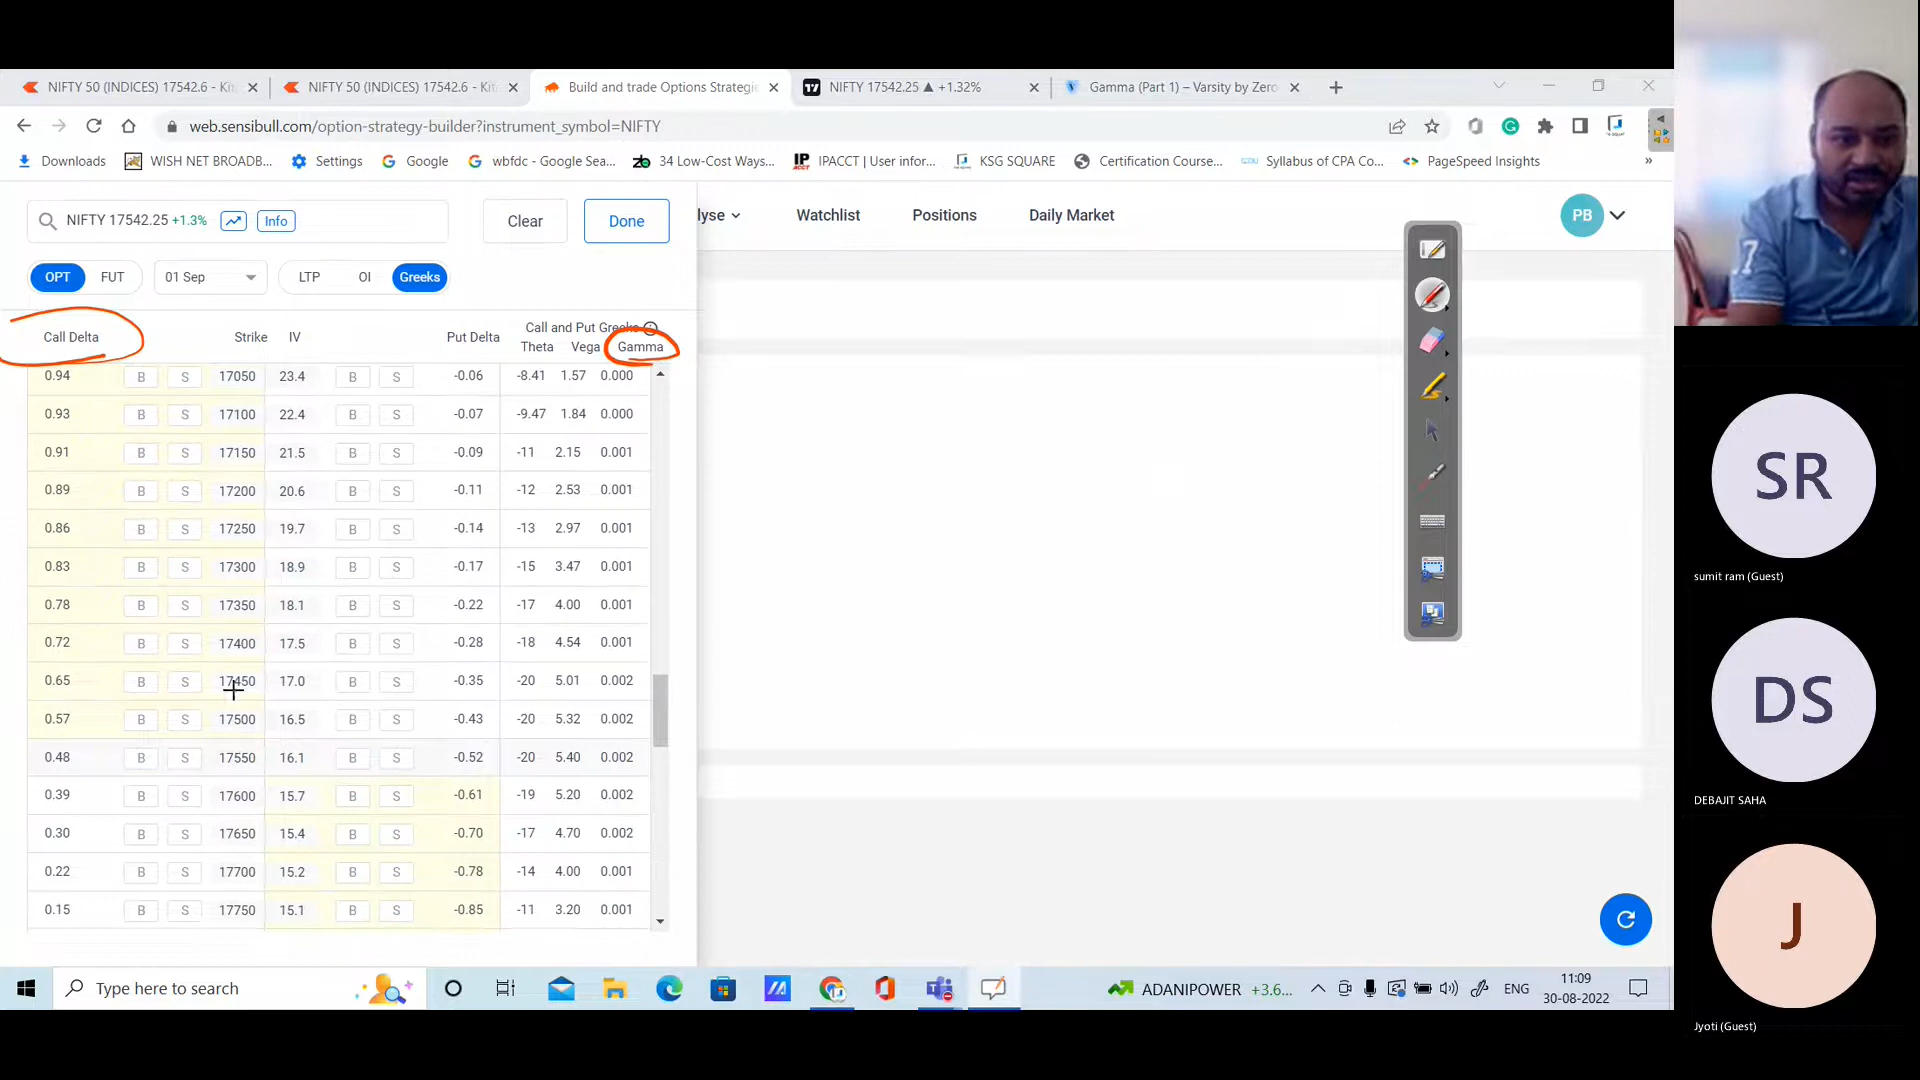 NIFTY 50 (INDICES) 17542.6 - Ki
NIFTY 50 (INDICES) 17542.6 - Kit
Build and trade Options Strategie
NIFTY 17542.25 ▲ +1.32%
Gamma (Part 1) – Varsity by Zero
web.sensibull.com/option-strategy-builder?instrument_symbol=NIFTY
Downloads
WISH NET BROADB...
Settings
Google
wbfdc - Google Sea...
34 Low-Cost Ways...
IPACCT | User infor...
KSG SQUARE
Certification Course...
Syllabus of CPA Co...
PageSpeed Insights
»
NIFTY 17542.25 +1.3%
Info
Clear
Done
lyse
Watchlist
Positions
Daily Market
PB
OPT
FUT
01 Sep
LTP
OI
Greeks
Call and Put Greeks
Call Delta Strike IV Put Delta Theta Vega Gamma
0.94 B S 17050 23.4 B S -0.06 -8.41 1.57 0.000
0.93 B S 17100 22.4 B S -0.07 -9.47 1.84 0.000
0.91 B S 17150 21.5 B S -0.09 -11 2.15 0.001
0.89 B S 17200 20.6 B S -0.11 -12 2.53 0.001
0.86 B S 17250 19.7 B S -0.14 -13 2.97 0.001
0.83 B S 17300 18.9 B S -0.17 -15 3.47 0.001
0.78 B S 17350 18.1 B S -0.22 -17 4.00 0.001
0.72 B S 17400 17.5 B S -0.28 -18 4.54 0.001
0.65 B S 17450 17.0 B S -0.35 -20 5.01 0.002
0.57 B S 17500 16.5 B S -0.43 -20 5.32 0.002
0.48 B S 17550 16.1 B S -0.52 -20 5.40 0.002
0.39 B S 17600 15.7 B S -0.61 -19 5.20 0.002
0.30 B S 17650 15.4 B S -0.70 -17 4.70 0.002
0.22 B S 17700 15.2 B S -0.78 -14 4.00 0.001
0.15 B S 17750 15.1 B S -0.85 -11 3.20 0.001
Type here to search
ADANIPOWER +3.6...
ENG
11:09
30-08-2022
7
SR
sumit ram (Guest)
DS
DEBAJIT SAHA
J
Jyoti (Guest)